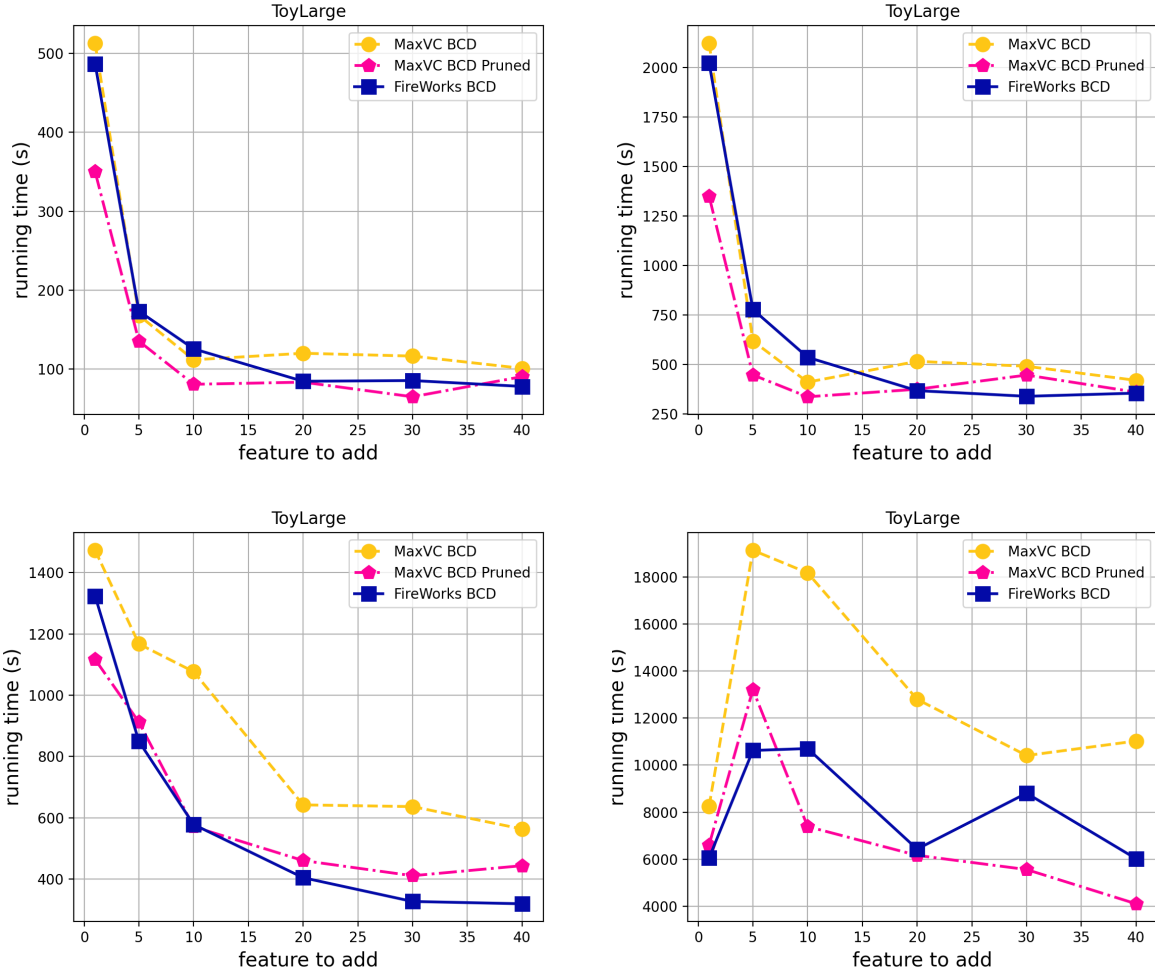 ToyLarge
500
400
300
200
100
0 5 10 15 20 25 30 35 40
running time (s)
feature to add
MaxVC BCD
MaxVC BCD Pruned
FireWorks BCD
ToyLarge
2000
1750
1500
1250
1000
750
500
250
0 5 10 15 20 25 30 35 40
running time (s)
feature to add
MaxVC BCD
MaxVC BCD Pruned
FireWorks BCD
ToyLarge
1400
1200
1000
800
600
400
0 5 10 15 20 25 30 35 40
running time (s)
feature to add
MaxVC BCD
MaxVC BCD Pruned
FireWorks BCD
ToyLarge
18000
16000
14000
12000
10000
8000
6000
4000
0 5 10 15 20 25 30 35 40
running time (s)
feature to add
MaxVC BCD
MaxVC BCD Pruned
FireWorks BCD